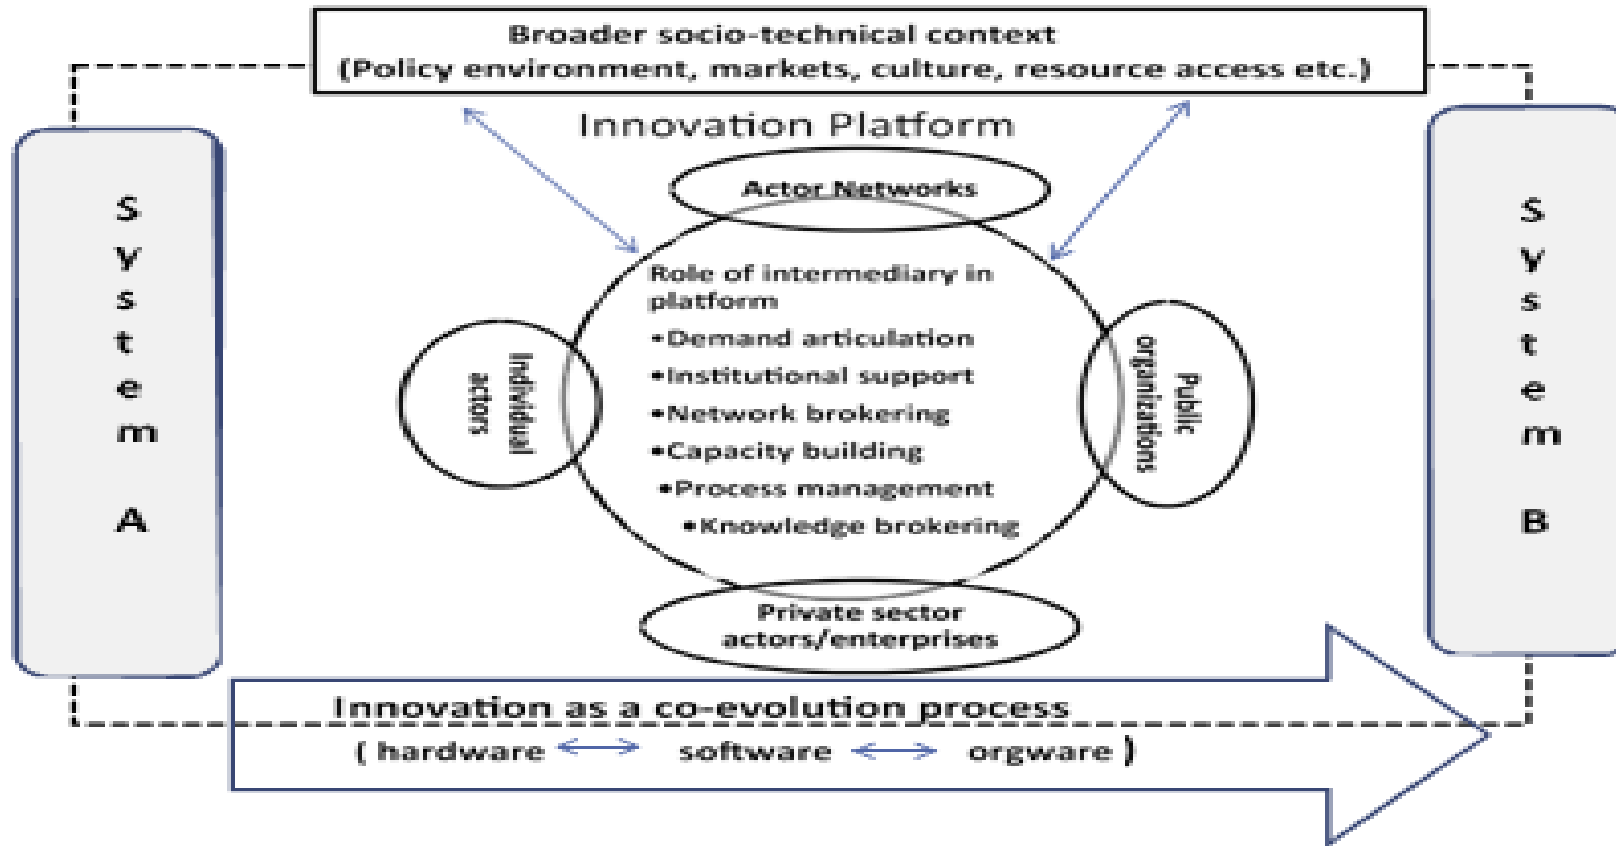 Broader socio-technical context
(Policy environment, markets, culture, resource access etc.)
Innovation Platform
System A
Actor Networks
Role of intermediary in
platform
•Demand articulation
•Institutional support
•Network brokering
•Capacity building
•Process management
•Knowledge brokering
Individual
actors
Public
organizations
Private sector
actors/enterprises
System B
Innovation as a co-evolution process
( hardware ↔ software ↔ orgware )